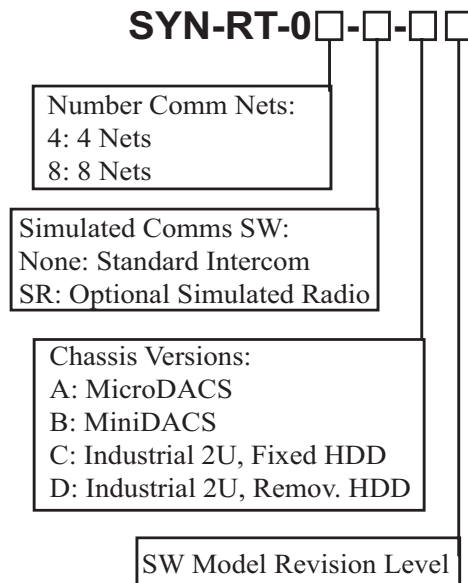 SYN-RT-0□-□-□ □
Number Comm Nets:
4: 4 Nets
8: 8 Nets
Simulated Comms SW:
None: Standard Intercom
SR: Optional Simulated Radio
Chassis Versions:
A: MicroDACS
B: MiniDACS
C: Industrial 2U, Fixed HDD
D: Industrial 2U, Remov. HDD
SW Model Revision Level